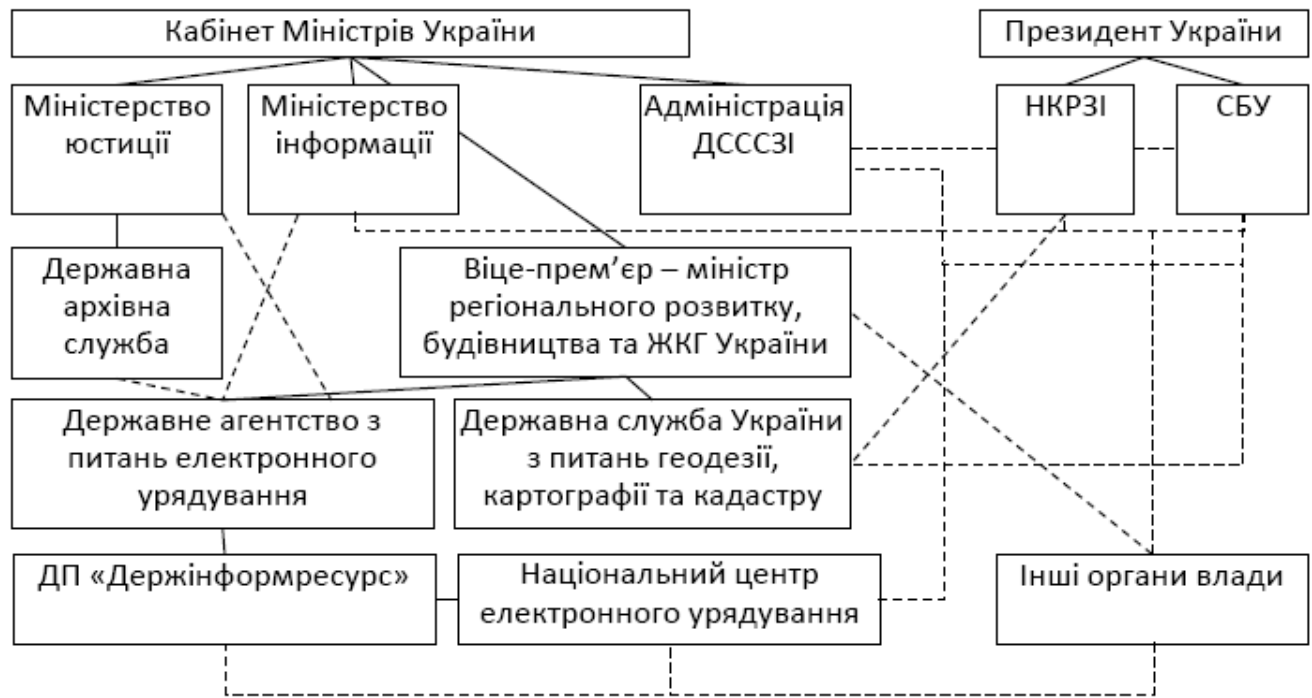 Кабінет Міністрів України
Президент України
Міністерство
юстиції
Міністерство
інформації
Адміністрація
ДСССЗІ
НКРЗІ
СБУ
Державна
архівна
служба
Віце-прем’єр – міністр
регіонального розвитку,
будівництва та ЖКГ України
Державне агентство з
питань електронного
урядування
Державна служба України
з питань геодезії,
картографії та кадастру
ДП «Держінформресурс»
Національний центр
електронного урядування
Інші органи влади